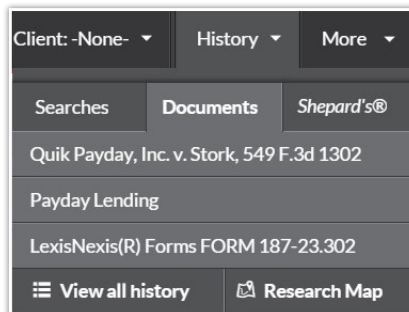 Client: -None- History More
Searches Documents Shepard's®
Quik Payday, Inc. v. Stork, 549 F.3d 1302
Payday Lending
LexisNexis(R) Forms FORM 187-23.302
View all history Research Map